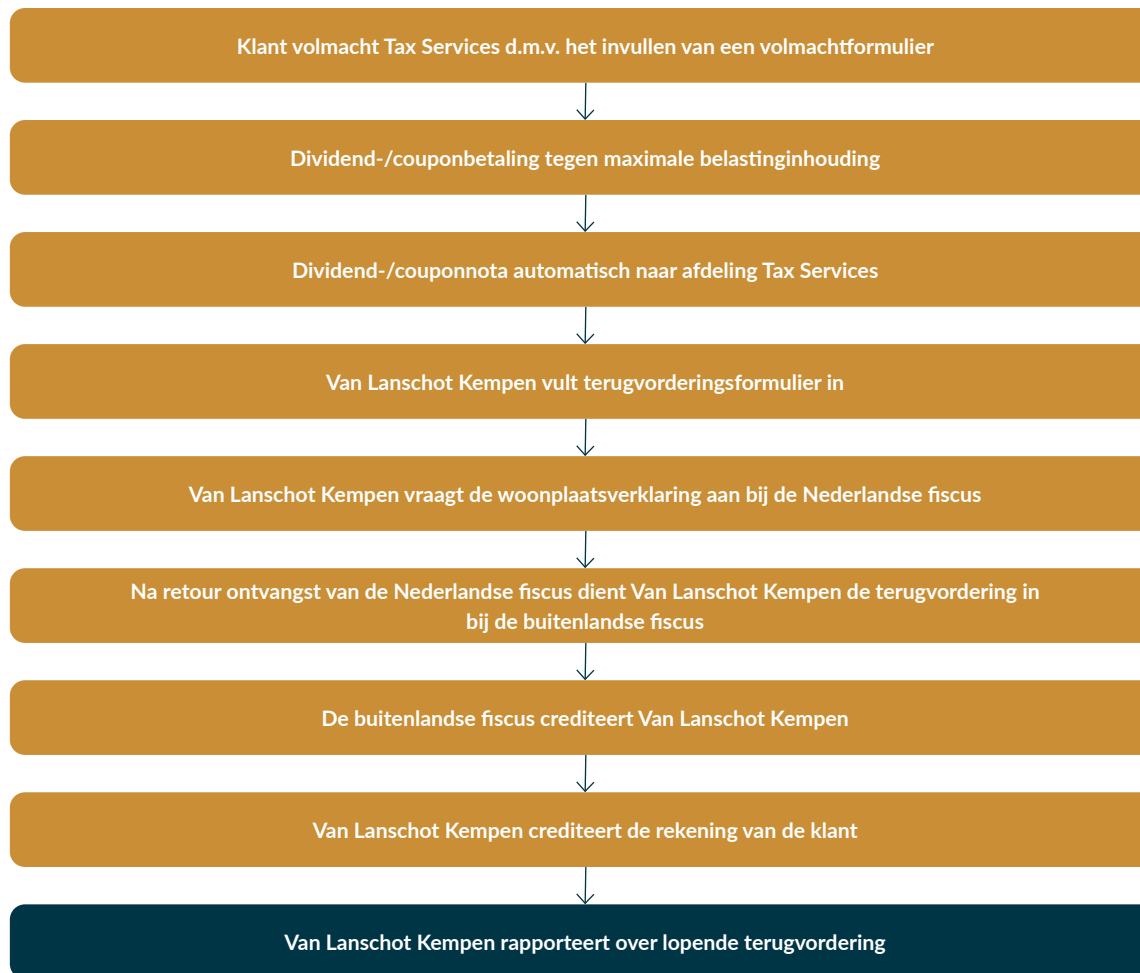 Klant volmacht Tax Services d.m.v. het invullen van een volmachtformulier
Dividend-/couponbetaling tegen maximale belastinginhouding
Dividend-/couponnota automatisch naar afdeling Tax Services
Van Lanschot Kempen vult terugvorderingsformulier in
Van Lanschot Kempen vraagt de woonplaatsverklaring aan bij de Nederlandse fiscus
Na retour ontvangst van de Nederlandse fiscus dient Van Lanschot Kempen de terugvordering in
bij de buitenlandse fiscus
De buitenlandse fiscus crediteert Van Lanschot Kempen
Van Lanschot Kempen crediteert de rekening van de klant
Van Lanschot Kempen rapporteert over lopende terugvordering